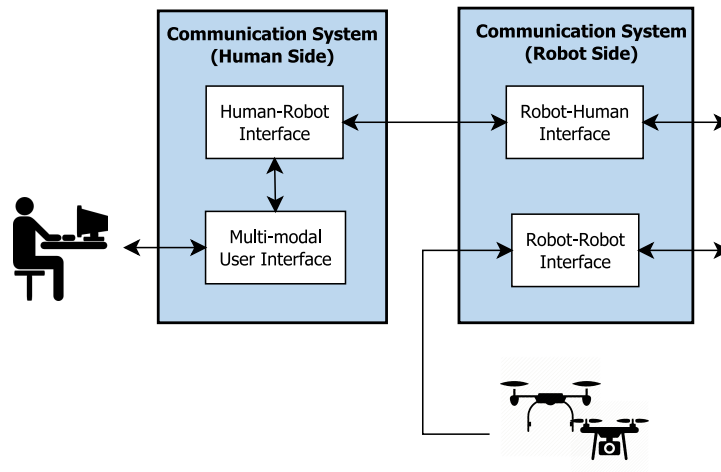 Communication System
(Human Side)
Human-Robot
Interface
Multi-modal
User Interface
Communication System
(Robot Side)
Robot-Human
Interface
Robot-Robot
Interface